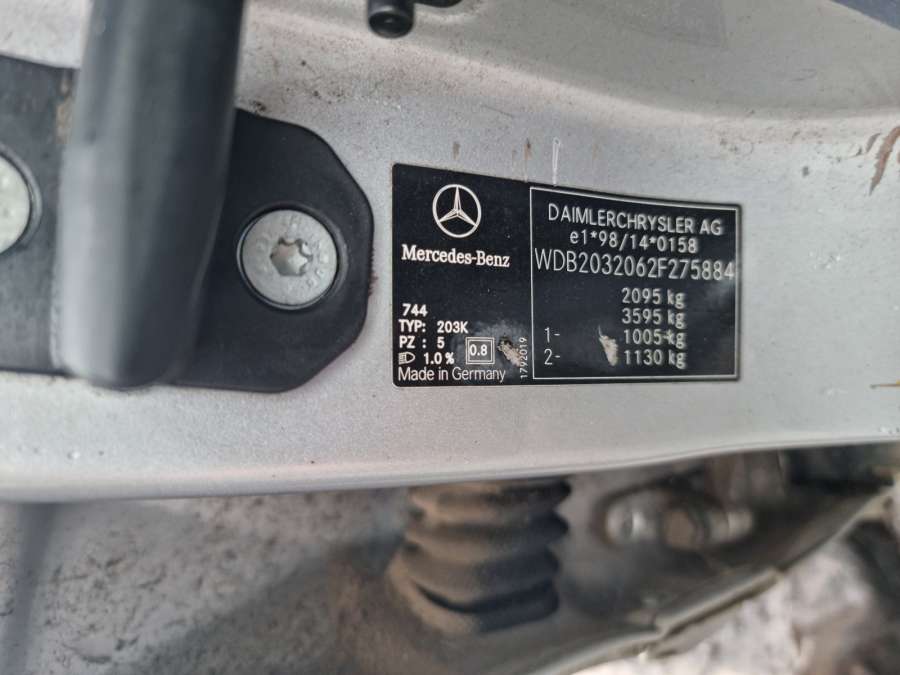 Mercedes-Benz
744
TYP: 203K
PZ : 5
1.0 % 0.8
Made in Germany
1792019
DAIMLERCHRYSLER AG
e1*98/14*0158
WDB2032062F275884
2095 kg
3595 kg
1- 1005 kg
2- 1130 kg